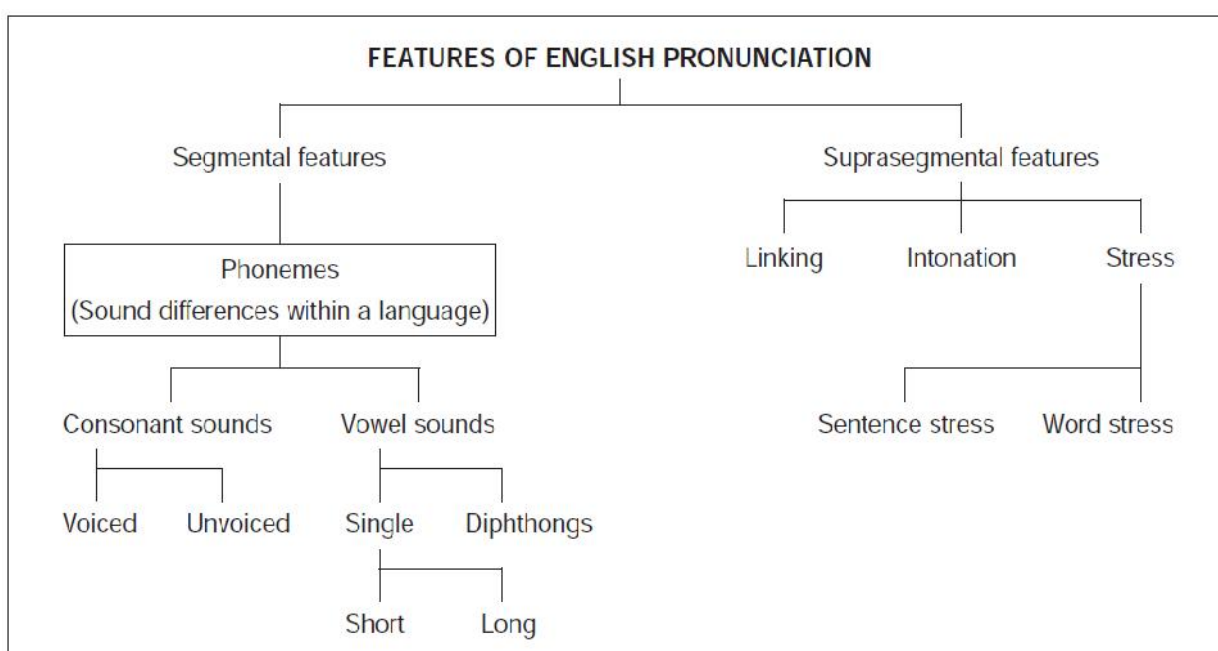 FEATURES OF ENGLISH PRONUNCIATION
Segmental features
Suprasegmental features
Phonemes
(Sound differences within a language)
Linking
Intonation
Stress
Consonant sounds
Vowel sounds
Sentence stress
Word stress
Voiced
Unvoiced
Single
Diphthongs
Short
Long